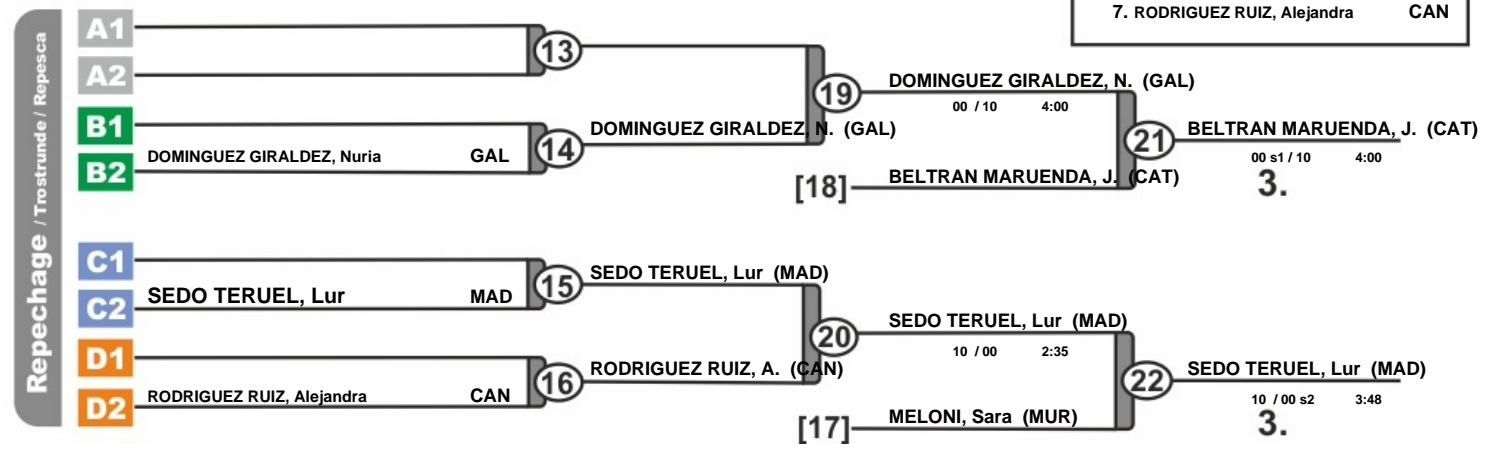 7. RODRIGUEZ RUIZ, Alejandra CAN
Repechage / Trostrunde / Repesca
A1
13
A2
19
DOMINGUEZ GIRALDEZ, N. (GAL)
00 / 10 4:00
B1
DOMINGUEZ GIRALDEZ, N. (GAL)
14
B2
DOMINGUEZ GIRALDEZ, Nuria GAL
21
BELTRAN MARUENDA, J. (CAT)
00 s1 / 10 4:00
3.
[18]
BELTRAN MARUENDA, J. (CAT)
C1
15
SEDO TERUEL, Lur (MAD)
C2
SEDO TERUEL, Lur MAD
20
SEDO TERUEL, Lur (MAD)
10 / 00 2:35
D1
16
RODRIGUEZ RUIZ, A. (CAN)
D2
RODRIGUEZ RUIZ, Alejandra CAN
22
SEDO TERUEL, Lur (MAD)
10 / 00 s2 3:48
3.
[17]
MELONI, Sara (MUR)